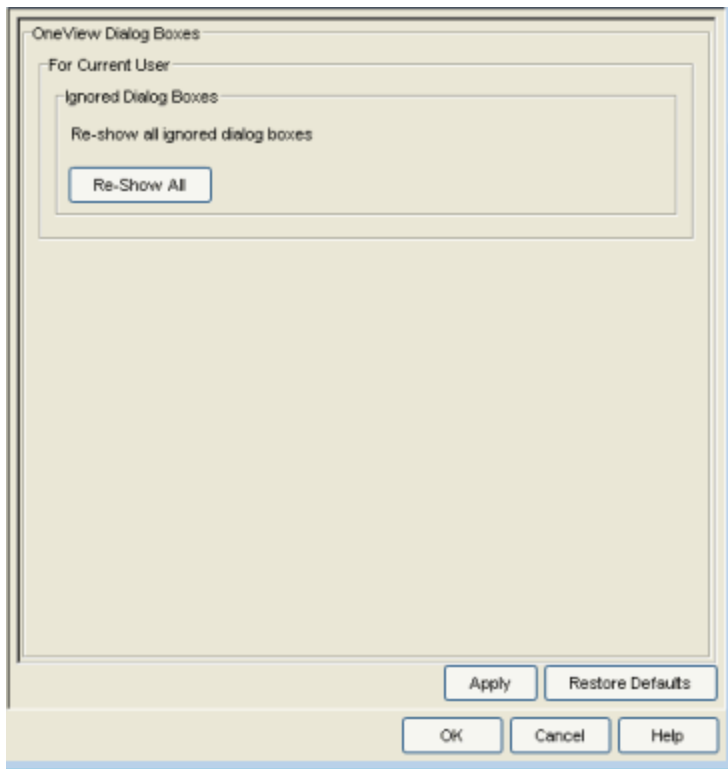 OneView Dialog Boxes
For Current User
Ignored Dialog Boxes
Re-show all ignored dialog boxes
Re-Show All
Apply
Restore Defaults
OK
Cancel
Help